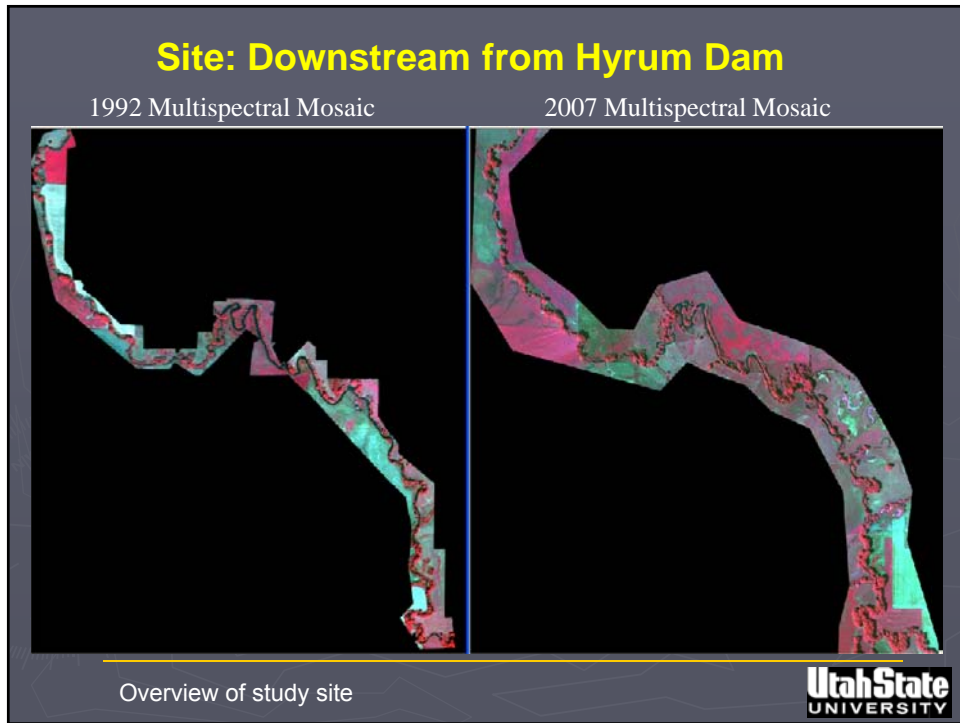 Site: Downstream from Hyrum Dam
1992 Multispectral Mosaic
2007 Multispectral Mosaic
Overview of study site
UtahState
UNIVERSITY